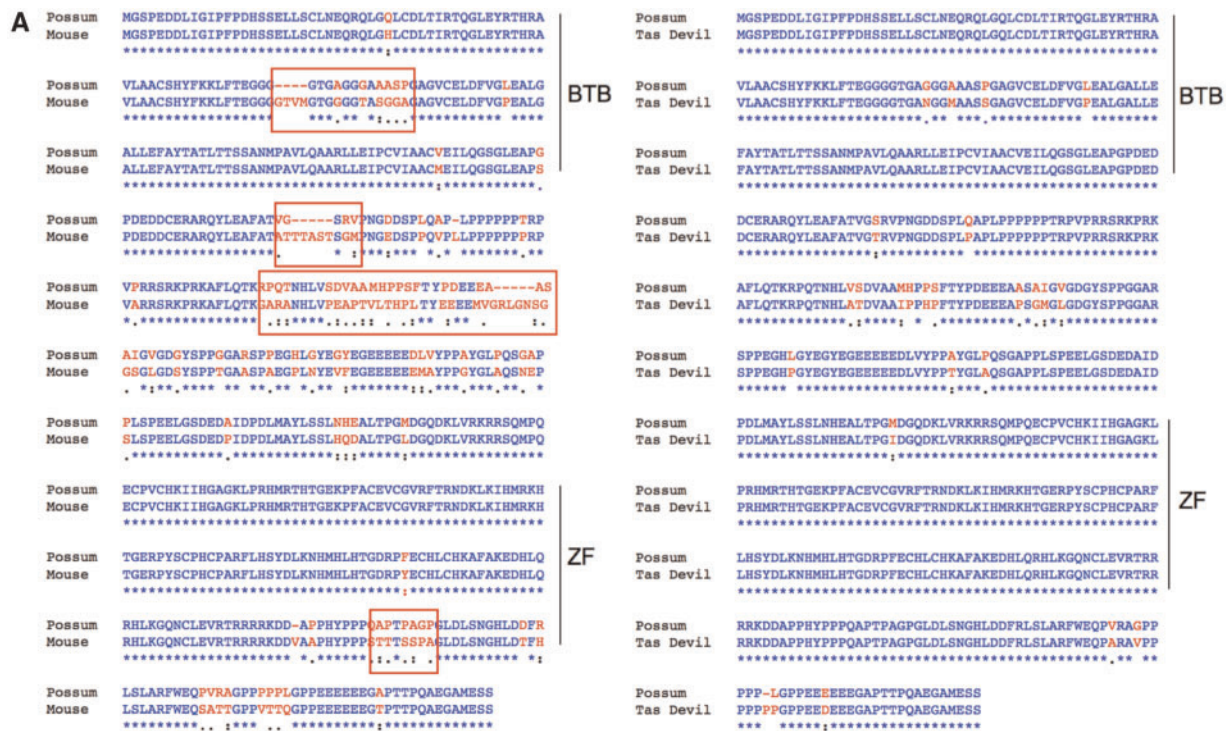 A
Possum MGSPEDDLIGIPFPDHSSELLSCLNEQRQLGQLCDLTIRTQGLEYRTHRA
Mouse MGSPEDDLIGIPFPDHSSELLSCLNEQRQLGHLCDLTIRTQGLEYRTHRA
Possum VLAACSHYFKKLFTEGGG----GTGAGGGAAASPGAGVCELDFVGLEALG
Mouse VLAACSHYFKKLFTEGGGGTVMGTGGGGTASGGAGAGVCELDFVGPEALG
BTB
Possum ALLEFAYTATLTTSSANMPAVLQAARLLEIPCVIAACVEILQGSGLEAPG
Mouse ALLEFAYTATLTTSSANMPAVLQAARLLEIPCVIAACMEILQGSGLEAPS
Possum PDEDDCERARQYLEAFATVG-----SRVPNGDDSPLQAP-LPPPPPPTRP
Mouse PDEDDCERARQYLEAFATATTTASTSGMPNGEDSPPQVPLLPPPPPPPRP
Possum VPRRSRKPRKAFLQTKRPQTNHLVSDVAAMHPPSFTYPDEEEA-----AS
Mouse VARRSRKPRKAFLQTKGARANHLVPEAPTVLTHPLTYEEEEMVGRLGNSG
Possum AIGVGDGYSPPGGARSPPEGHLGYEGYEGEEEEEDLVYPPAYGLPQSGAP
Mouse GSGLGDSYSPPTGAASPAEGPLNYEVFEGEEEEEEMAYPPGYGLAQSNEP
Possum PLSPEELGSDEDAIDPDLMAYLSSLNHEALTPGMDGQDKLVRKRRSQMPQ
Mouse SLSPEELGSDEDPIDPDLMAYLSSLHQDALTPGLDGQDKLVRKRRSQMPQ
Possum ECPVCHKIIHGAGKLPRHMRTHTGEKPFACEVCGVRFTRNDKLKIHMRKH
Mouse ECPVCHKIIHGAGKLPRHMRTHTGEKPFACEVCGVRFTRNDKLKIHMRKH
Possum TGERPYSCPHCPARFLHSYDLKNHMHLHTGDRPFECHLCHKAFAKEDHLQ
Mouse TGERPYSCPHCPARFLHSYDLKNHMHLHTGDRPYECHLCHKAFAKEDHLQ
ZF
Possum RHLKGQNCLEVRTRRRRKDD-APPHYPPPQAPTPAGPGLDLSNGHLDDFR
Mouse RHLKGQNCLEVRTRRRRKDDVAAPHYPPPSTTTSSPAGLDLSNGHLDTFH
Possum LSLARFWEQPVRAGPPPPPLGPPEEEEEEGAPTTPQAEGAMESS
Mouse LSLARFWEQSATTGPPVTTQGPPEEEEEEGTPTTPQAEGAMESS
Possum MGSPEDDLIGIPFPDHSSELLSCLNEQRQLGQLCDLTIRTQGLEYRTHRA
Tas Devil MGSPEDDLIGIPFPDHSSELLSCLNEQRQLGQLCDLTIRTQGLEYRTHRA
Possum VLAACSHYFKKLFTEGGGGTGAGGGAAASPGAGVCELDFVGLEALGALLE
Tas Devil VLAACSHYFKKLFTEGGGGTGANGGMAASSGAGVCELDFVGPEALGALLE
BTB
Possum FAYTATLTTSSANMPAVLQAARLLEIPCVIAACVEILQGSGLEAPGPDED
Tas Devil FAYTATLTTSSANMPAVLQAARLLEIPCVIAACVEILQGSGLEAPGPDED
Possum DCERARQYLEAFATVGSRVPNGDDSPLQAPLPPPPPPTRPVPRRSRKPRK
Tas Devil DCERARQYLEAFATVGTRVPNGDDSPLPAPLPPPPPPTRPVPRRSRKPRK
Possum AFLQTKRPQTNHLVSDVAAMHPPSFTYPDEEEAASAIGVGDGYSPPGGAR
Tas Devil AFLQTKRPQTNHLATDVAAIPPHPFTYPDEEEAPSGMGLGDGYSPPGGAR
Possum SPPEGHLGYEGYEGEEEEEDLVYPPAYGLPQSGAPPLSPEELGSDEDAID
Tas Devil SPPEGHPGYEGYEGEEEEEDLVYPPTYGLAQSGAPPLSPEELGSDEDAID
Possum PDLMAYLSSLNHEALTPGMDGQDKLVRKRRSQMPQECPVCHKIIHGAGKL
Tas Devil PDLMAYLSSLNHEALTPGIDGQDKLVRKRRSQMPQECPVCHKIIHGAGKL
Possum PRHMRTHTGEKPFACEVCGVRFTRNDKLKIHMRKHTGERPYSCPHCPARF
Tas Devil PRHMRTHTGEKPFACEVCGVRFTRNDKLKIHMRKHTGERPYSCPHCPARF
ZF
Possum LHSYDLKNHMHLHTGDRPFECHLCHKAFAKEDHLQRHLKGQNCLEVRTRR
Tas Devil LHSYDLKNHMHLHTGDRPFECHLCHKAFAKEDHLQRHLKGQNCLEVRTRR
Possum RRKDDAPPHYPPPQAPTPAGPGLDLSNGHLDDFRLSLARFWEQPVRAGPP
Tas Devil RRKDDAPPHYPPPQAPTPAGPGLDLSNGHLDDFRLSLARFWEQPARAVPP
Possum PPP-LGPPEEEEEEGAPTTPQAEGAMESS
Tas Devil PPPPPGPPEEDEEEGAPTTPQAEGAMESS